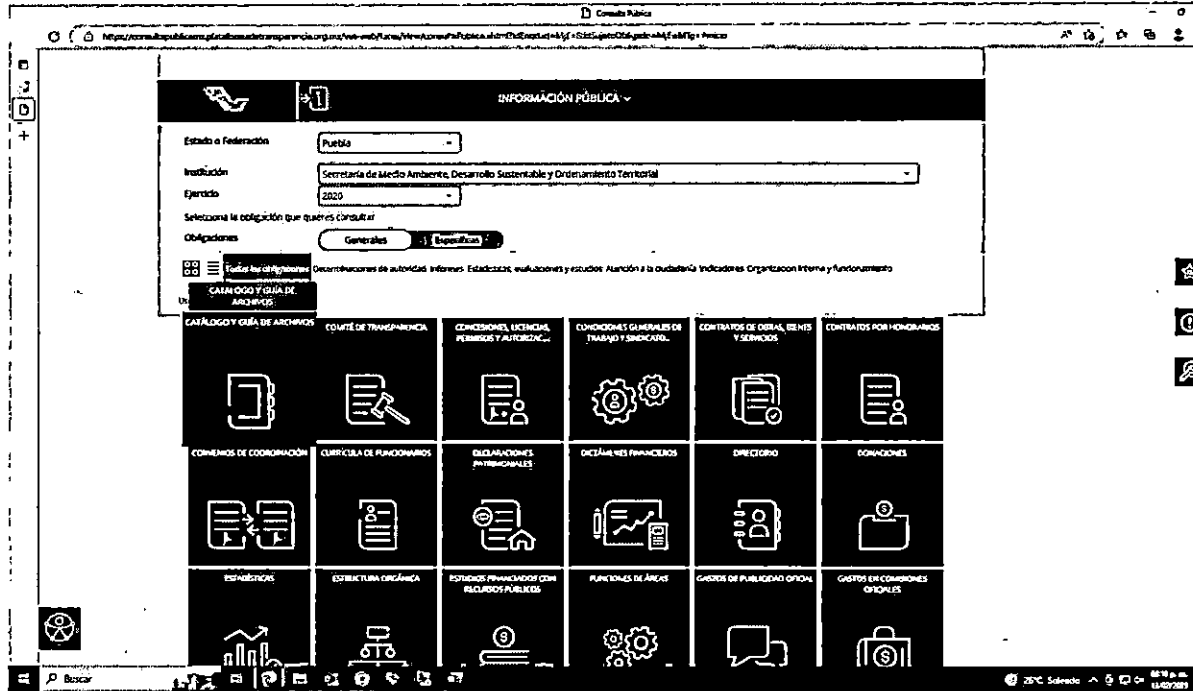 Consulta Pública
INFORMACIÓN PÚBLICA
Estado o Federación
Puebla
Institución
Secretaría de Medio Ambiente, Desarrollo Sustentable y Ordenamiento Territorial
Ejercicio
2020
Selecciona la obligación que quieres consultar
Obligaciones
Generales
Específicas
Todas las obligaciones Determinaciones de autoridad Informes Estadísticas, evaluaciones y estudios Atención a la ciudadanía Indicadores Organización interna y funcionamiento
CATÁLOGO Y GUÍA DE
ARCHIVOS
CATÁLOGO Y GUÍA DE ARCHIVOS
COMITÉ DE TRANSPARENCIA
CONCESIONES, LICENCIAS,
PERMISOS Y AUTORIZAC...
CONDICIONES GENERALES DE
TRABAJO Y SINDICATO...
CONTRATOS DE OBRAS, BIENES
Y SERVICIOS
CONTRATOS POR HONORARIOS
CONVENIOS DE COORDINACIÓN
CURRÍCULA DE FUNCIONARIOS
DECLARACIONES
PATRIMONIALES
DICTÁMENES FINANCIEROS
DIRECTORIO
DONACIONES
ESTADÍSTICAS
ESTRUCTURA ORGÁNICA
ESTUDIOS FINANCIADOS CON
RECURSOS PÚBLICOS
FUNCIONES DE ÁREAS
GASTOS DE PUBLICIDAD OFICIAL
GASTOS EN COMISIONES
OFICIALES
Buscar
25°C Soleado